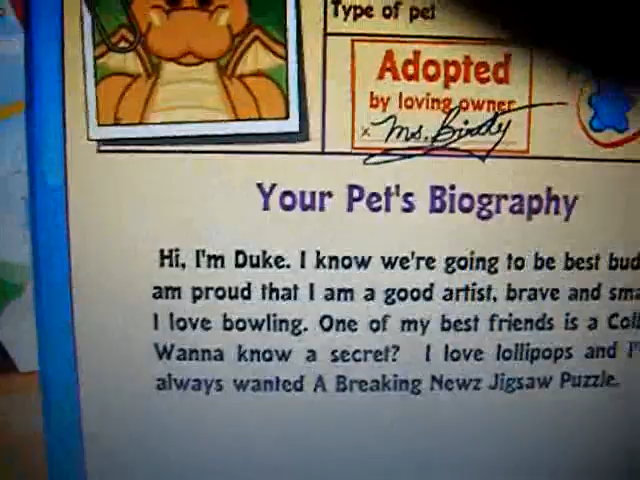 Type of pet
Adopted
by loving owner
x Ms. Birdy
Your Pet's Biography
Hi, I'm Duke. I know we're going to be best bud
am proud that I am a good artist, brave and sma
I love bowling. One of my best friends is a Coll
Wanna know a secret? I love lollipops and I'
always wanted A Breaking Newz Jigsaw Puzzle.